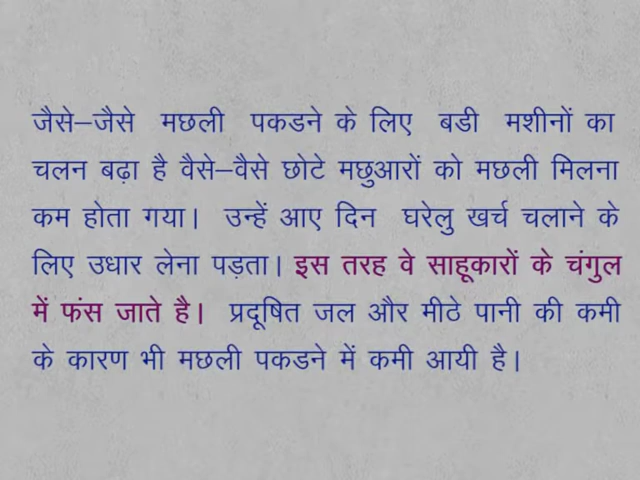 जैसे–जैसे मछली पकडने के लिए बडी मशीनों का
चलन बढ़ा है वैसे–वैसे छोटे मछुआरों को मछली मिलना
कम होता गया। उन्हें आए दिन घरेलु खर्च चलाने के
लिए उधार लेना पड़ता। इस तरह वे साहूकारों के चंगुल
में फंस जाते है। प्रदूषित जल और मीठे पानी की कमी
के कारण भी मछली पकडने में कमी आयी है।